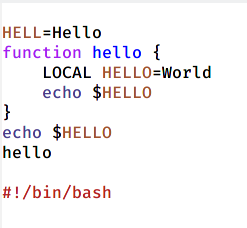 HELL=Hello
function hello {
    LOCAL HELLO=World
    echo $HELLO
}
echo $HELLO
hello

#!/bin/bash